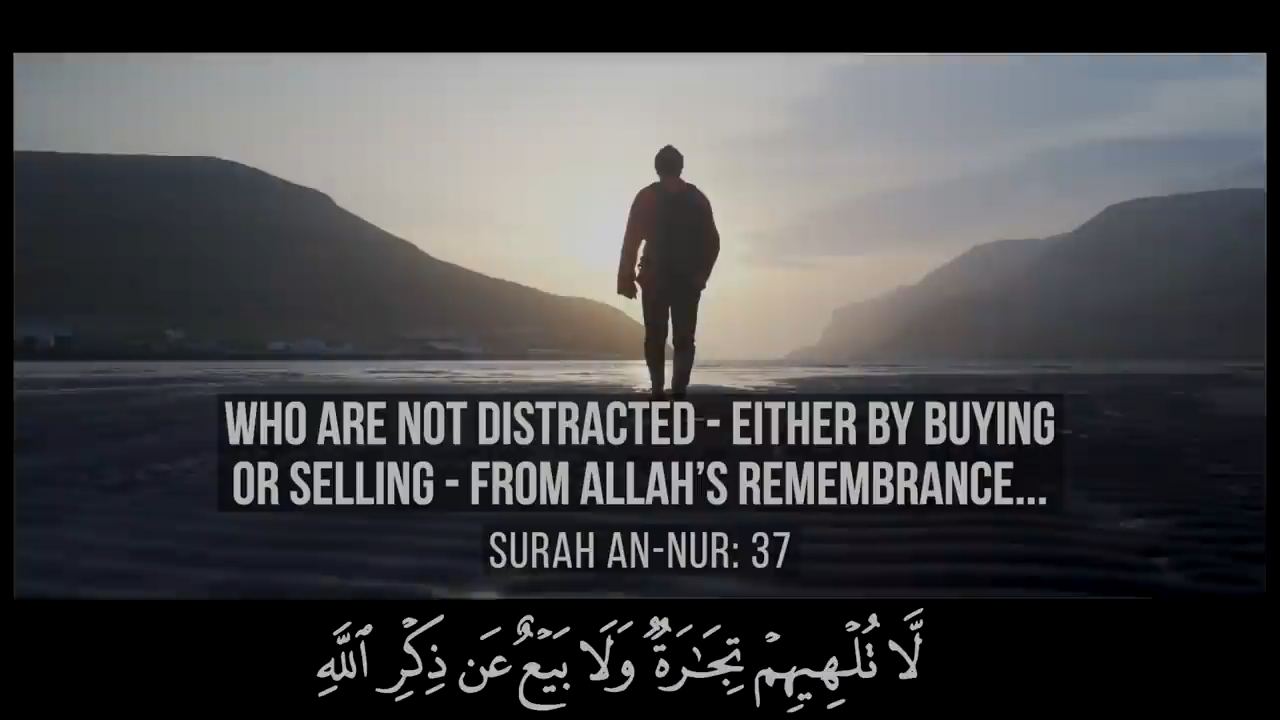 WHO ARE NOT DISTRACTED - EITHER BY BUYING
OR SELLING - FROM ALLAH'S REMEMBRANCE...
SURAH AN-NUR: 37
لَّا تُلْهِيهِمْ تِجَـٰرَةٌ وَلَا بَيْعٌ عَن ذِكْرِ ٱللَّهِ